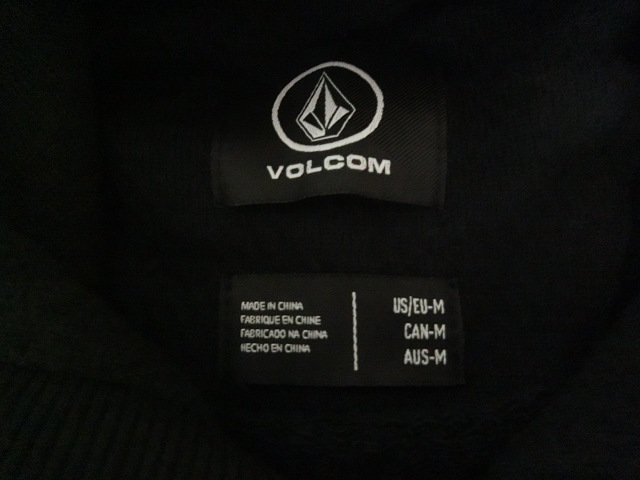 VOLCOM
MADE IN CHINA
FABRIQUE EN CHINE
FABRICADO NA CHINA
HECHO EN CHINA
US/EU-M
CAN-M
AUS-M